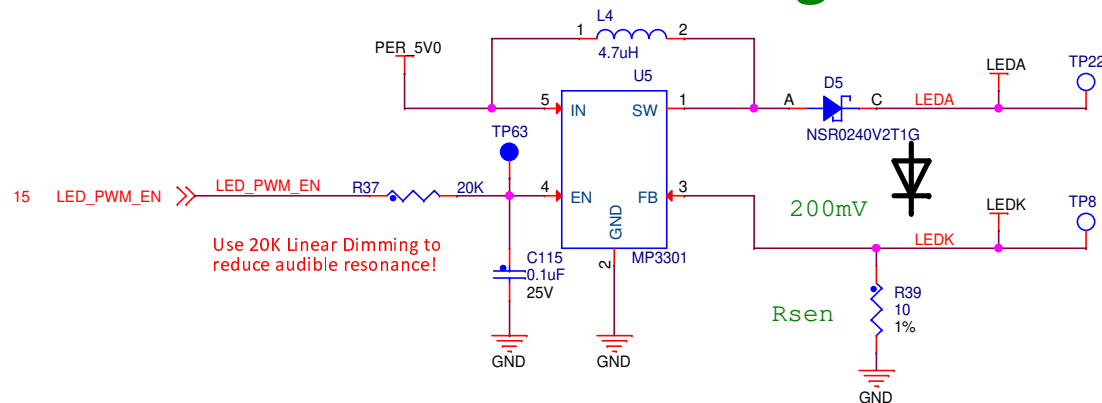 L4
1 2
4.7uH
PER_5V0
U5
5 IN SW 1
D5
A C
NSR0240V2T1G
LEDA
LEDA
TP22
TP63
15 LED_PWM_EN LED_PWM_EN R37 20K
4 EN FB 3
GND
2
MP3301
200mV
LEDK
LEDK
TP8
Use 20K Linear Dimming to
reduce audible resonance!
C115
0.1uF
25V
Rsen
R39
10
1%
GND
GND
GND